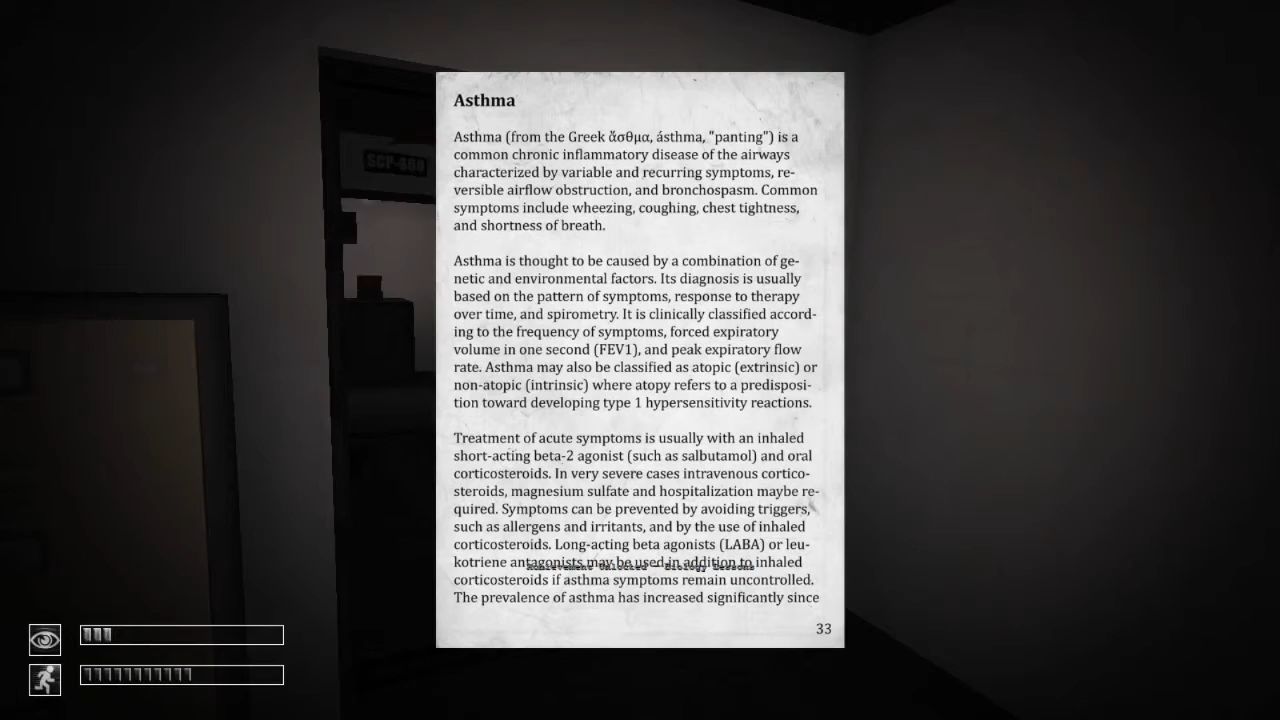 SCP-860
Asthma
Asthma (from the Greek ἄσθμα, ásthma, "panting") is a
common chronic inflammatory disease of the airways
characterized by variable and recurring symptoms, re-
versible airflow obstruction, and bronchospasm. Common
symptoms include wheezing, coughing, chest tightness,
and shortness of breath.
Asthma is thought to be caused by a combination of ge-
netic and environmental factors. Its diagnosis is usually
based on the pattern of symptoms, response to therapy
over time, and spirometry. It is clinically classified accord-
ing to the frequency of symptoms, forced expiratory
volume in one second (FEV1), and peak expiratory flow
rate. Asthma may also be classified as atopic (extrinsic) or
non-atopic (intrinsic) where atopy refers to a predisposi-
tion toward developing type 1 hypersensitivity reactions.
Treatment of acute symptoms is usually with an inhaled
short-acting beta-2 agonist (such as salbutamol) and oral
corticosteroids. In very severe cases intravenous cortico-
steroids, magnesium sulfate and hospitalization maybe re-
quired. Symptoms can be prevented by avoiding triggers,
such as allergens and irritants, and by the use of inhaled
corticosteroids. Long-acting beta agonists (LABA) or leu-
kotriene antagonists may be used in addition to inhaled
Achievement Unlocked - Biology Lessons
corticosteroids if asthma symptoms remain uncontrolled.
The prevalence of asthma has increased significantly since
33